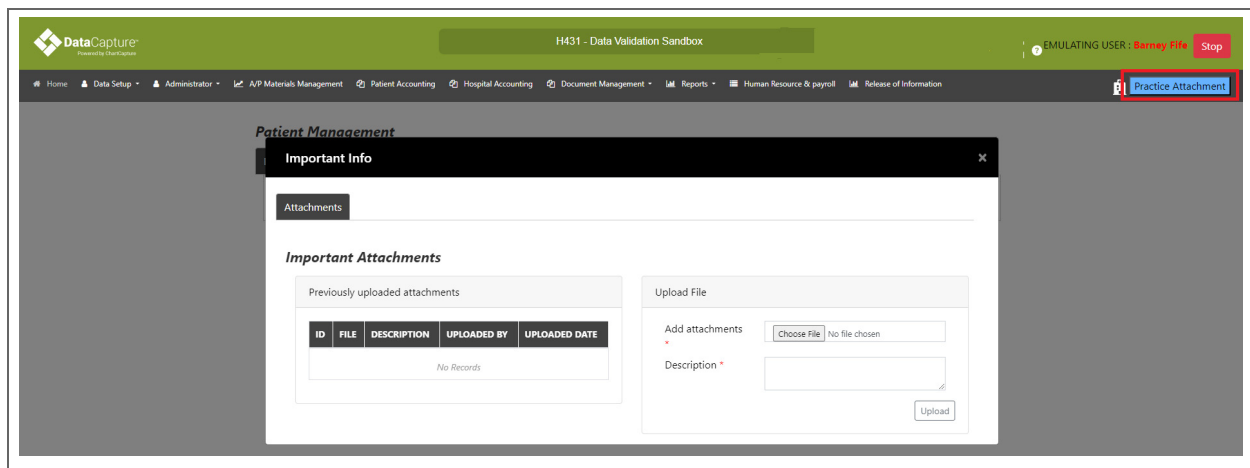 DataCapture
Powered by ChartCapture
H431 - Data Validation Sandbox
EMULATING USER : Barney Fife Stop
Home Data Setup Administrator A/P Materials Management Patient Accounting Hospital Accounting Document Management Reports Human Resource & payroll Release of Information Practice Attachment
Patient Management
Important Info ×
Attachments
Important Attachments
Previously uploaded attachments
ID FILE DESCRIPTION UPLOADED BY UPLOADED DATE
No Records
Upload File
Add attachments * Choose File No file chosen
Description *
Upload